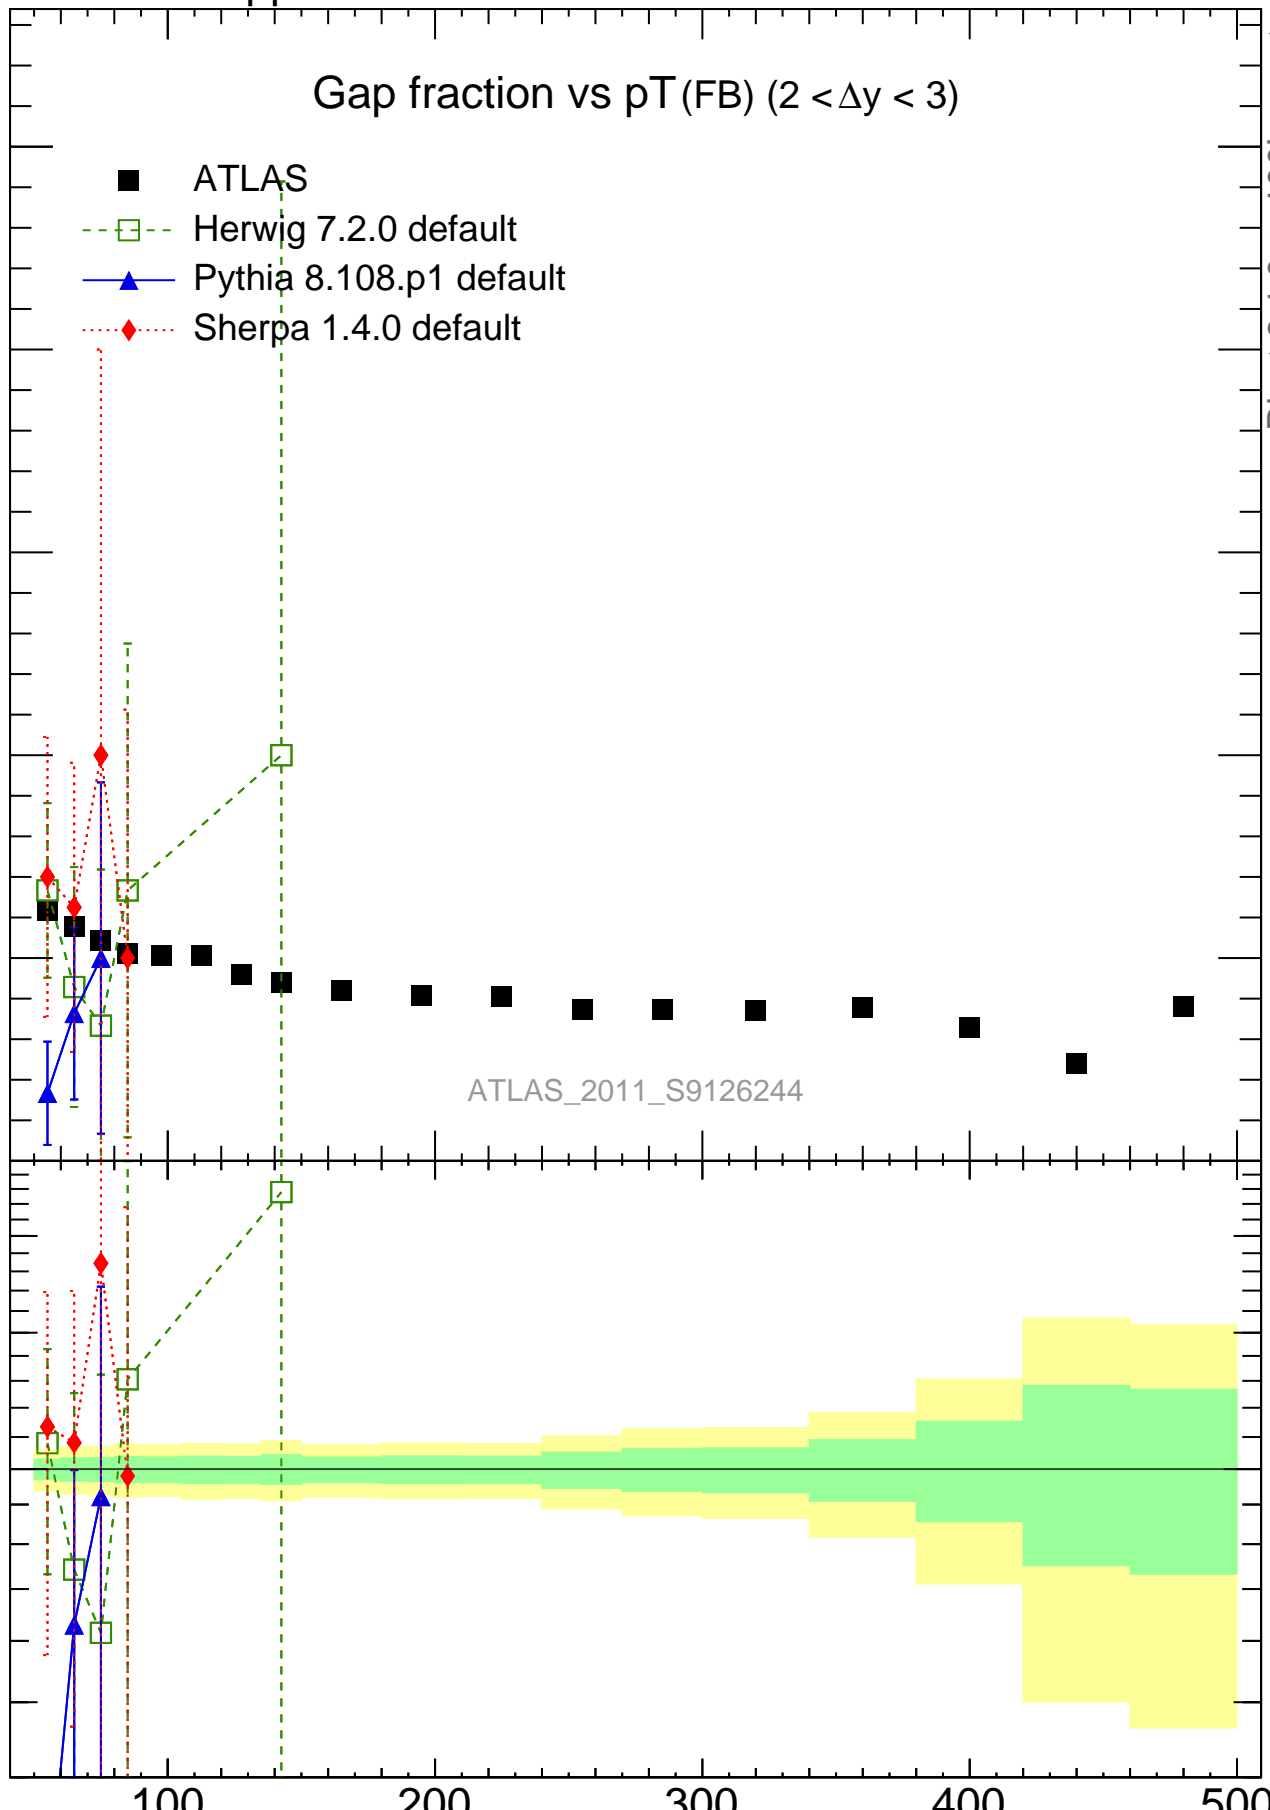 Gap fraction vs pT (FB) (2 < Δy < 3)
ATLAS
Herwig 7.2.0 default
Pythia 8.108.p1 default
Sherpa 1.4.0 default
ATLAS_2011_S9126244
100 200 300 400 500